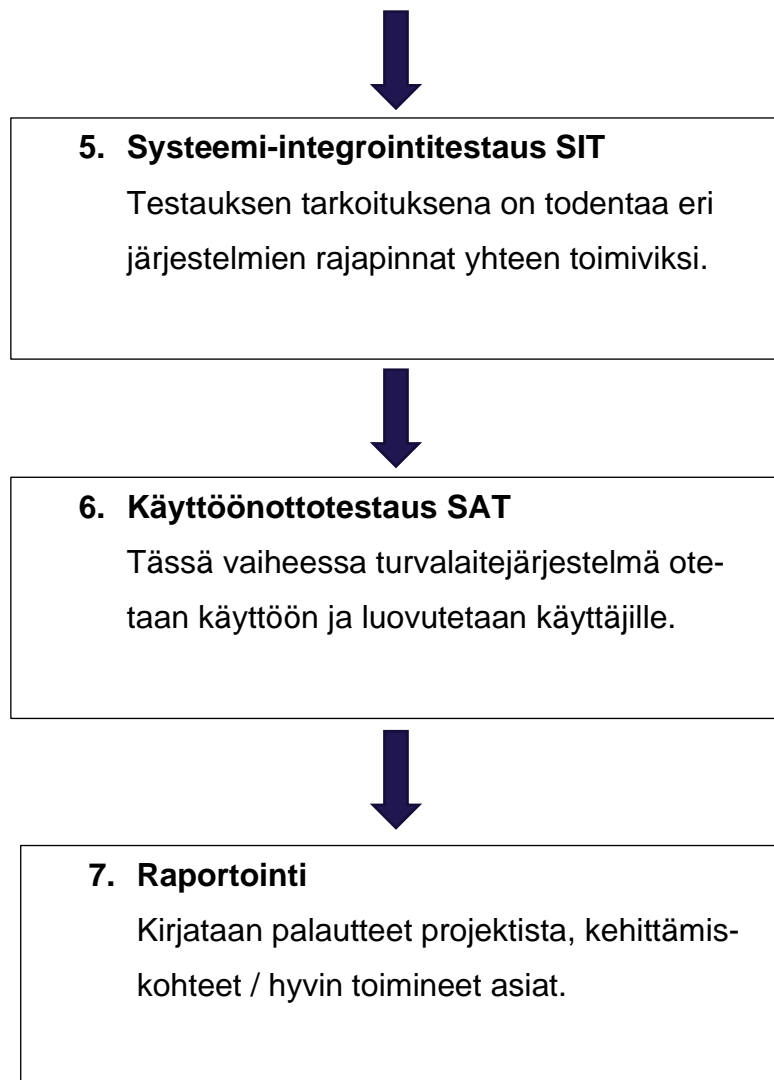 5. Systeemi-integrointitestaus SIT
Testauksen tarkoituksena on todentaa eri
järjestelmien rajapinnat yhteen toimiviksi.
6. Käyttöönottotestaus SAT
Tässä vaiheessa turvalaitejärjestelmä ote-
taan käyttöön ja luovutetaan käyttäjille.
7. Raportointi
Kirjataan palautteet projektista, kehittämis-
kohteet / hyvin toimineet asiat.